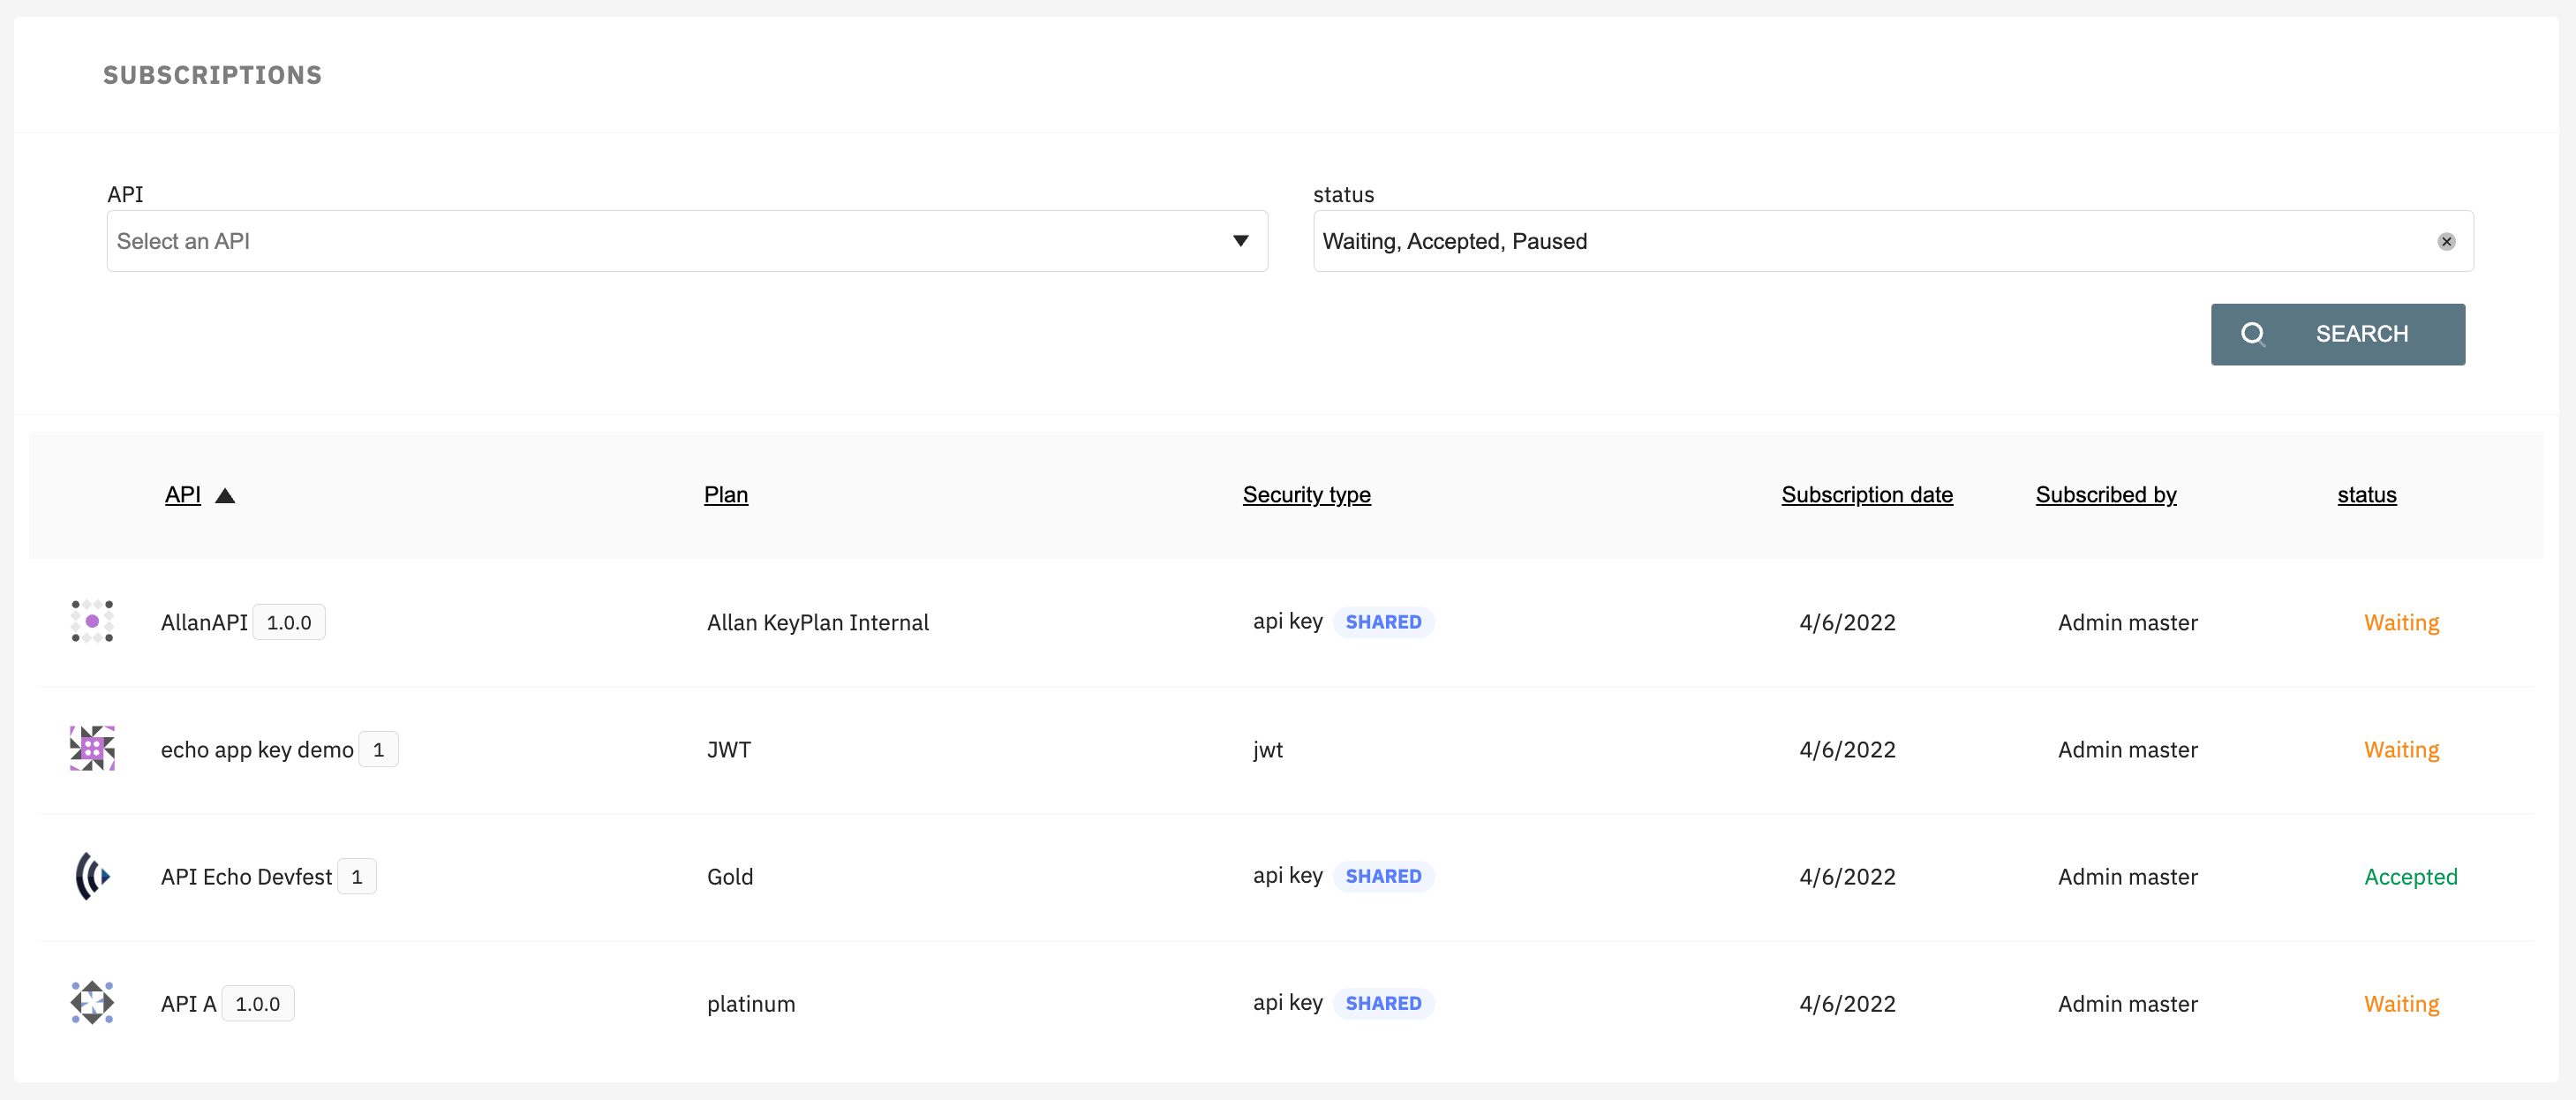 SUBSCRIPTIONS
API status
Select an API Waiting, Accepted, Paused
SEARCH
API Plan Security type Subscription date Subscribed by status
AllanAPI 1.0.0 Allan KeyPlan Internal api key SHARED 4/6/2022 Admin master Waiting
echo app key demo 1 JWT jwt 4/6/2022 Admin master Waiting
API Echo Devfest 1 Gold api key SHARED 4/6/2022 Admin master Accepted
API A 1.0.0 platinum api key SHARED 4/6/2022 Admin master Waiting